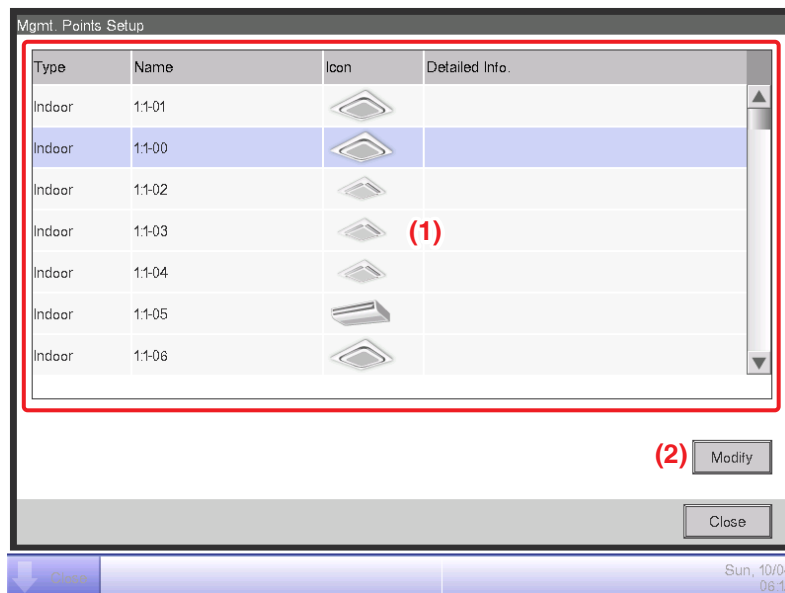 Mgmt. Points Setup
Type Name Icon Detailed Info.
Indoor 1:1-01
Indoor 1:1-00
Indoor 1:1-02
Indoor 1:1-03 (1)
Indoor 1:1-04
Indoor 1:1-05
Indoor 1:1-06
(2) Modify
Close
Close
Sun, 10/0
06:1